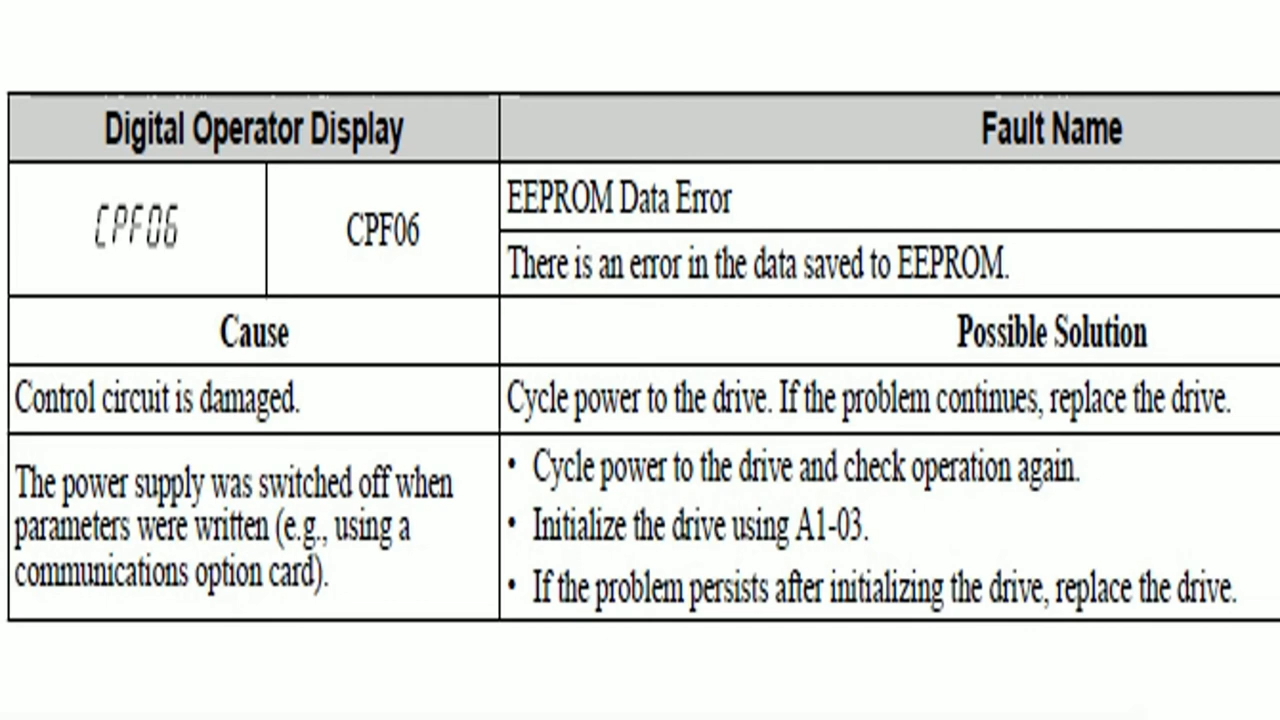 Digital Operator Display
Fault Name
CPF06
CPF06
EEPROM Data Error
There is an error in the data saved to EEPROM.
Cause
Possible Solution
Control circuit is damaged.
Cycle power to the drive. If the problem continues, replace the drive.
The power supply was switched off when
parameters were written (e.g., using a
communications option card).
• Cycle power to the drive and check operation again.
• Initialize the drive using A1-03.
• If the problem persists after initializing the drive, replace the drive.